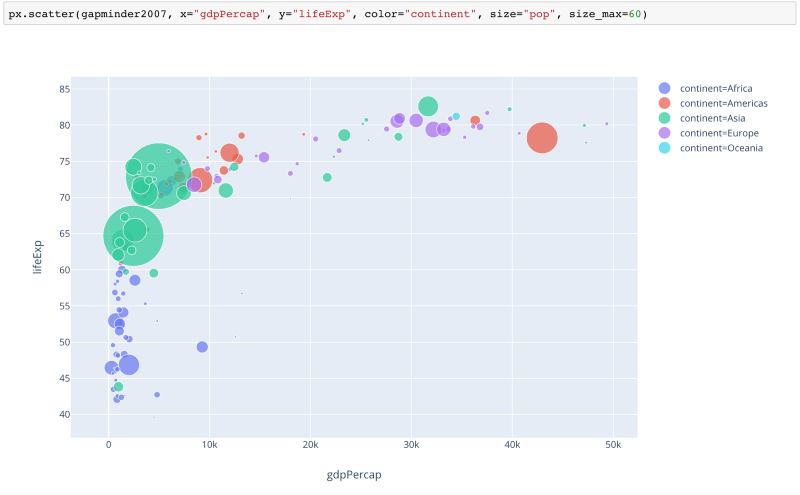 px.scatter(gapminder2007, x="gdpPercap", y="lifeExp", color="continent", size="pop", size_max=60)
85
80
75
70
65
60
55
50
45
40
lifeExp
0
10k
20k
30k
40k
50k
gdpPercap
continent=Africa
continent=Americas
continent=Asia
continent=Europe
continent=Oceania